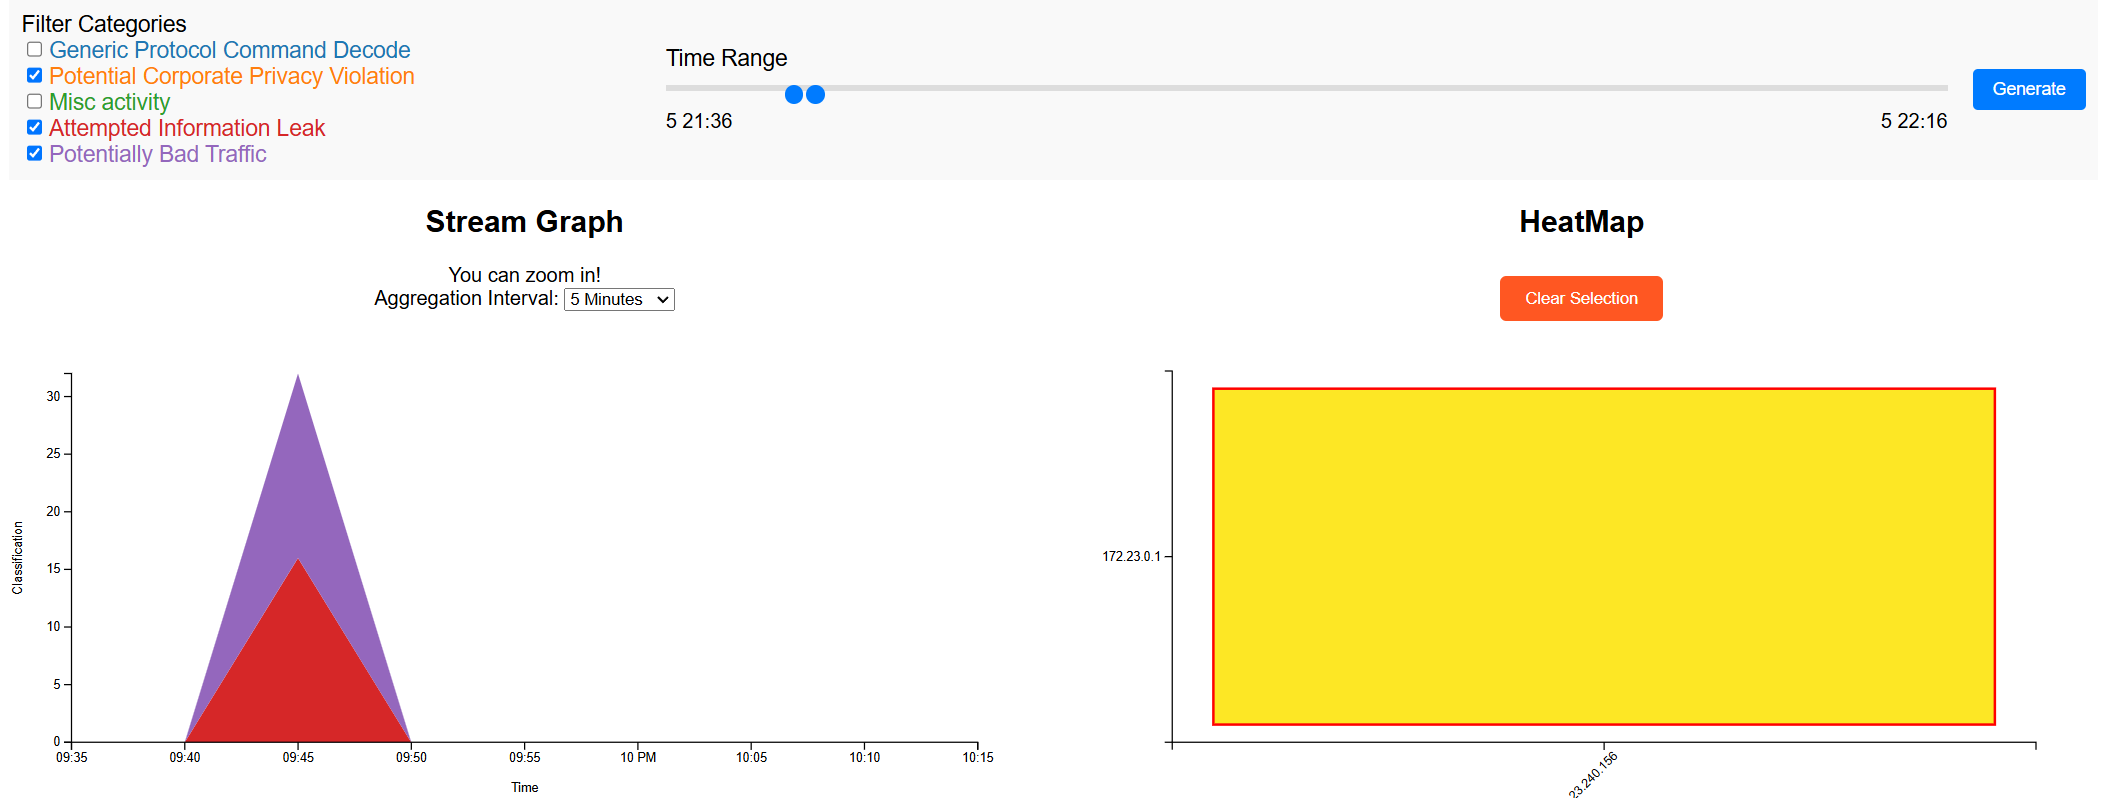 Filter Categories
Generic Protocol Command Decode
Potential Corporate Privacy Violation
Misc activity
Attempted Information Leak
Potentially Bad Traffic
Time Range
5 21:36
5 22:16
Generate
Stream Graph
You can zoom in!
Aggregation Interval: 5 Minutes
30
25
20
15
10
5
0
Classification
09:35
09:40
09:45
09:50
09:55
10 PM
10:05
10:10
10:15
Time
HeatMap
Clear Selection
172.23.0.1
23.240.156